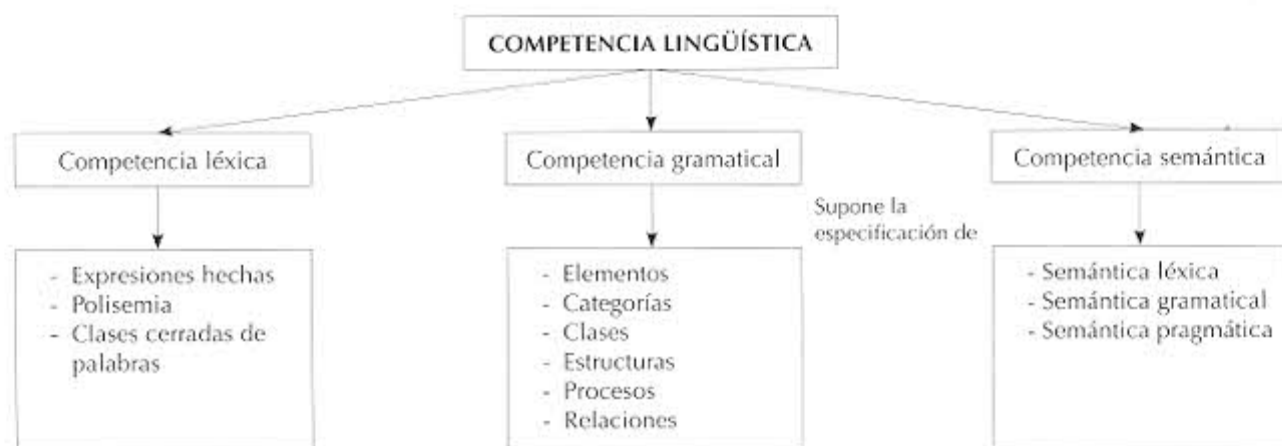 COMPETENCIA LINGÜÍSTICA
Competencia léxica
Competencia gramatical
Competencia semántica
Supone la
especificación de
- Expresiones hechas
- Polisemia
- Clases cerradas de
palabras
- Elementos
- Categorías
- Clases
- Estructuras
- Procesos
- Relaciones
- Semántica léxica
- Semántica gramatical
- Semántica pragmática